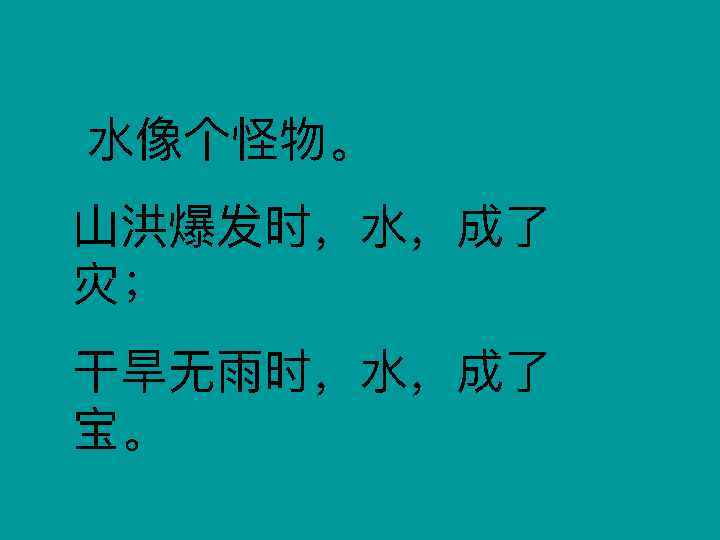 水像个怪物。
山洪爆发时，水，成了
灾；
干旱无雨时，水，成了
宝。